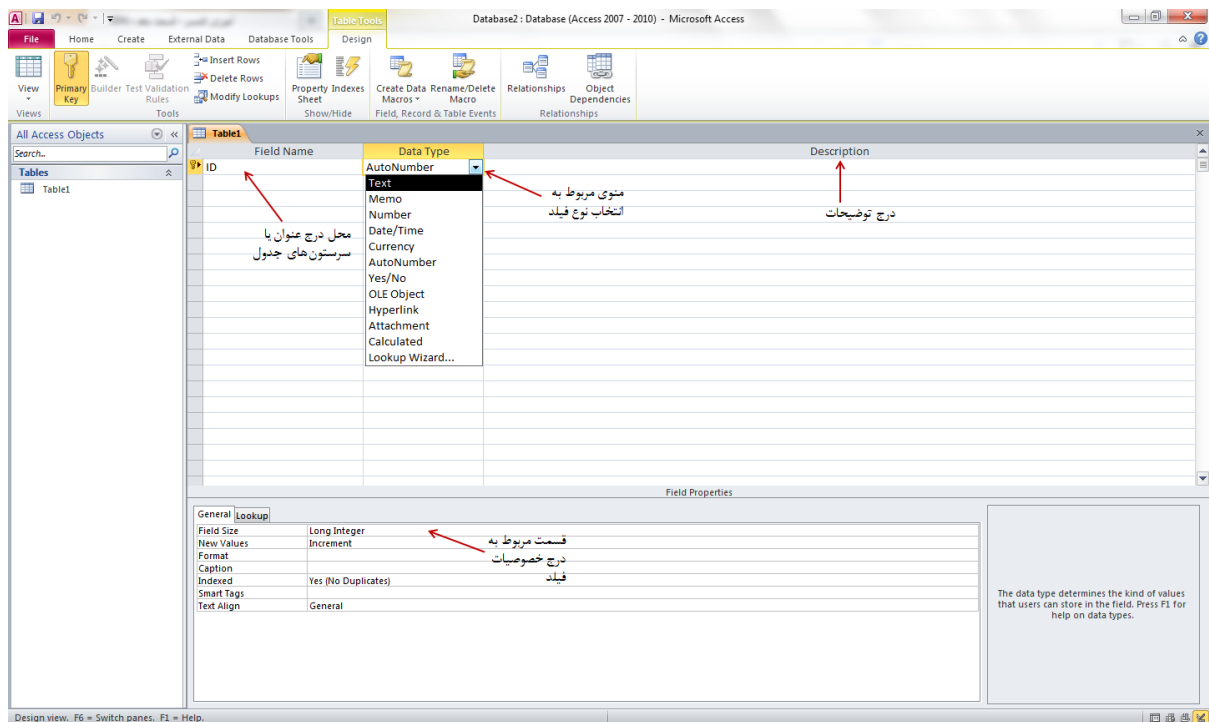 Table Tools
Database2 : Database (Access 2007 - 2010) - Microsoft Access
File Home Create External Data Database Tools Design
View
Primary Key
Builder
Test Validation Rules
Insert Rows
Delete Rows
Modify Lookups
Property Sheet
Indexes
Create Data Macros
Rename/Delete Macro
Relationships
Object Dependencies
Views Tools Show/Hide Field, Record & Table Events Relationships
All Access Objects
Search...
Tables
Table1
Table1
Field Name Data Type Description
ID AutoNumber
Text
Memo
Number
Date/Time
Currency
AutoNumber
Yes/No
OLE Object
Hyperlink
Attachment
Calculated
Lookup Wizard...
محل درج عنوان یا
سرستون‌های جدول
منوی مربوط به
انتخاب نوع فیلد
درج توضیحات
Field Properties
General Lookup
Field Size Long Integer
New Values Increment
Format
Caption
Indexed Yes (No Duplicates)
Smart Tags
Text Align General
قسمت مربوط به
درج خصوصیات
فیلد
The data type determines the kind of values
that users can store in the field. Press F1 for
help on data types.
Design view. F6 = Switch panes. F1 = Help.